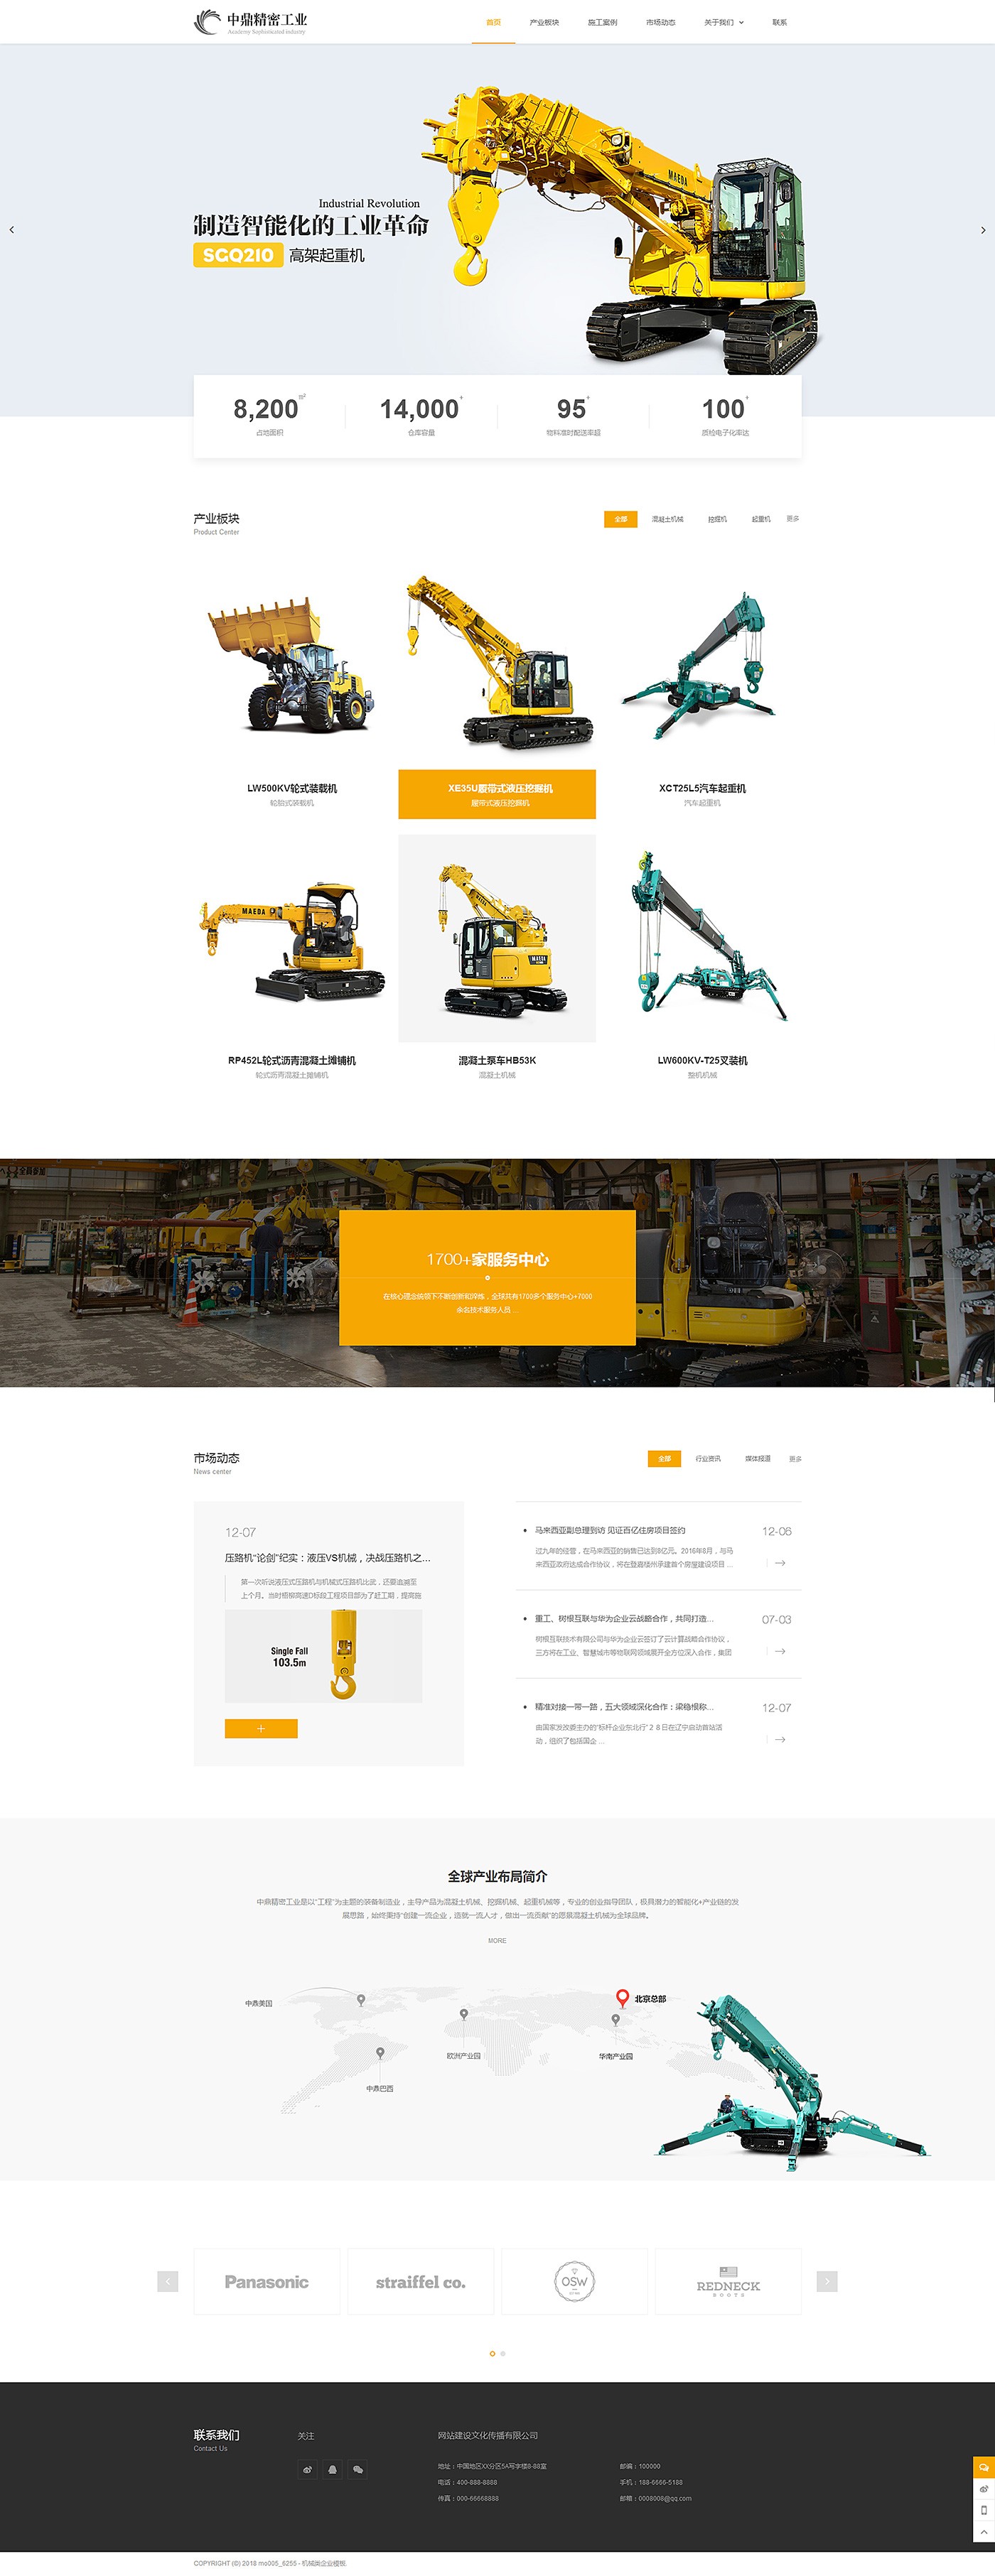 中鼎精密工业
Academy Sophisticated industry
首页 产业板块 施工案例 市场动态 关于我们 联系
Industrial Revolution
制造智能化的工业革命
SGQ210 高架起重机
MAEDA
8,200 m² 14,000+ 95+ 100+
占地面积 仓库容量 物料准时配送率超 质检电子化率达
产业板块
Product Center
全部 混凝土机械 挖掘机 起重机 更多
MAEDA
LW500KV轮式装载机
轮胎式装载机
XE35U履带式液压挖掘机
履带式液压挖掘机
XCT25L5汽车起重机
汽车起重机
MAEDA
MAEDA
RP452L轮式沥青混凝土摊铺机
轮式沥青混凝土摊铺机
混凝土泵车HB53K
混凝土机械
LW600KV-T25叉装机
整机机械
全員参加
1700+家服务中心
在核心理念统领下不断创新和淬炼，全球共有1700多个服务中心+7000
余名技术服务人员 ...
市场动态
News center
全部 行业资讯 媒体报道 更多
12-07
压路机“论剑”纪实：液压VS机械，决战压路机之...
第一次听说液压式压路机与机械式压路机比武，还要追溯至
上个月。当时梧柳高速D标段工程项目部为了赶工期，提高施
Single Fall
103.5m
马来西亚副总理到访 见证百亿住房项目签约
12-06
过九年的经营，在马来西亚的销售已达到8亿元。2016年8月，与马
来西亚政府达成合作协议，将在登嘉楼州承建首个房屋建设项目 ...
重工、树根互联与华为企业云战略合作，共同打造...
07-03
树根互联技术有限公司与华为企业云签订了云计算战略合作协议，
三方将在工业、智慧城市等物联网领域展开全方位深入合作，集团
精准对接一带一路，五大领域深化合作：梁稳根称...
12-07
由国家发改委主办的“标杆企业东北行”２８日在辽宁启动首站活
动，组织了包括国企 ...
全球产业布局简介
中鼎精密工业是以“工程”为主题的装备制造业，主导产品为混凝土机械、挖掘机械、起重机械等，专业的创业指导团队，极具潜力的智能化+产业链的发
展思路，始终秉持“创建一流企业，造就一流人才，做出一流贡献”的愿景混凝土机械为全球品牌。
MORE
中鼎美国
北京总部
欧洲产业园
华南产业园
中鼎巴西
Panasonic
straiffel co.
OSW
REDNECK
BOOTS
联系我们
Contact Us
关注
网站建设文化传播有限公司
地址：中国地区XX分区5A写字楼8-88室
邮编：100000
电话：400-888-8888
手机：188-6666-5188
传真：000-66668888
邮箱：0008008@qq.com
COPYRIGHT (©) 2018 mo005_6255 - 机械类企业模板.